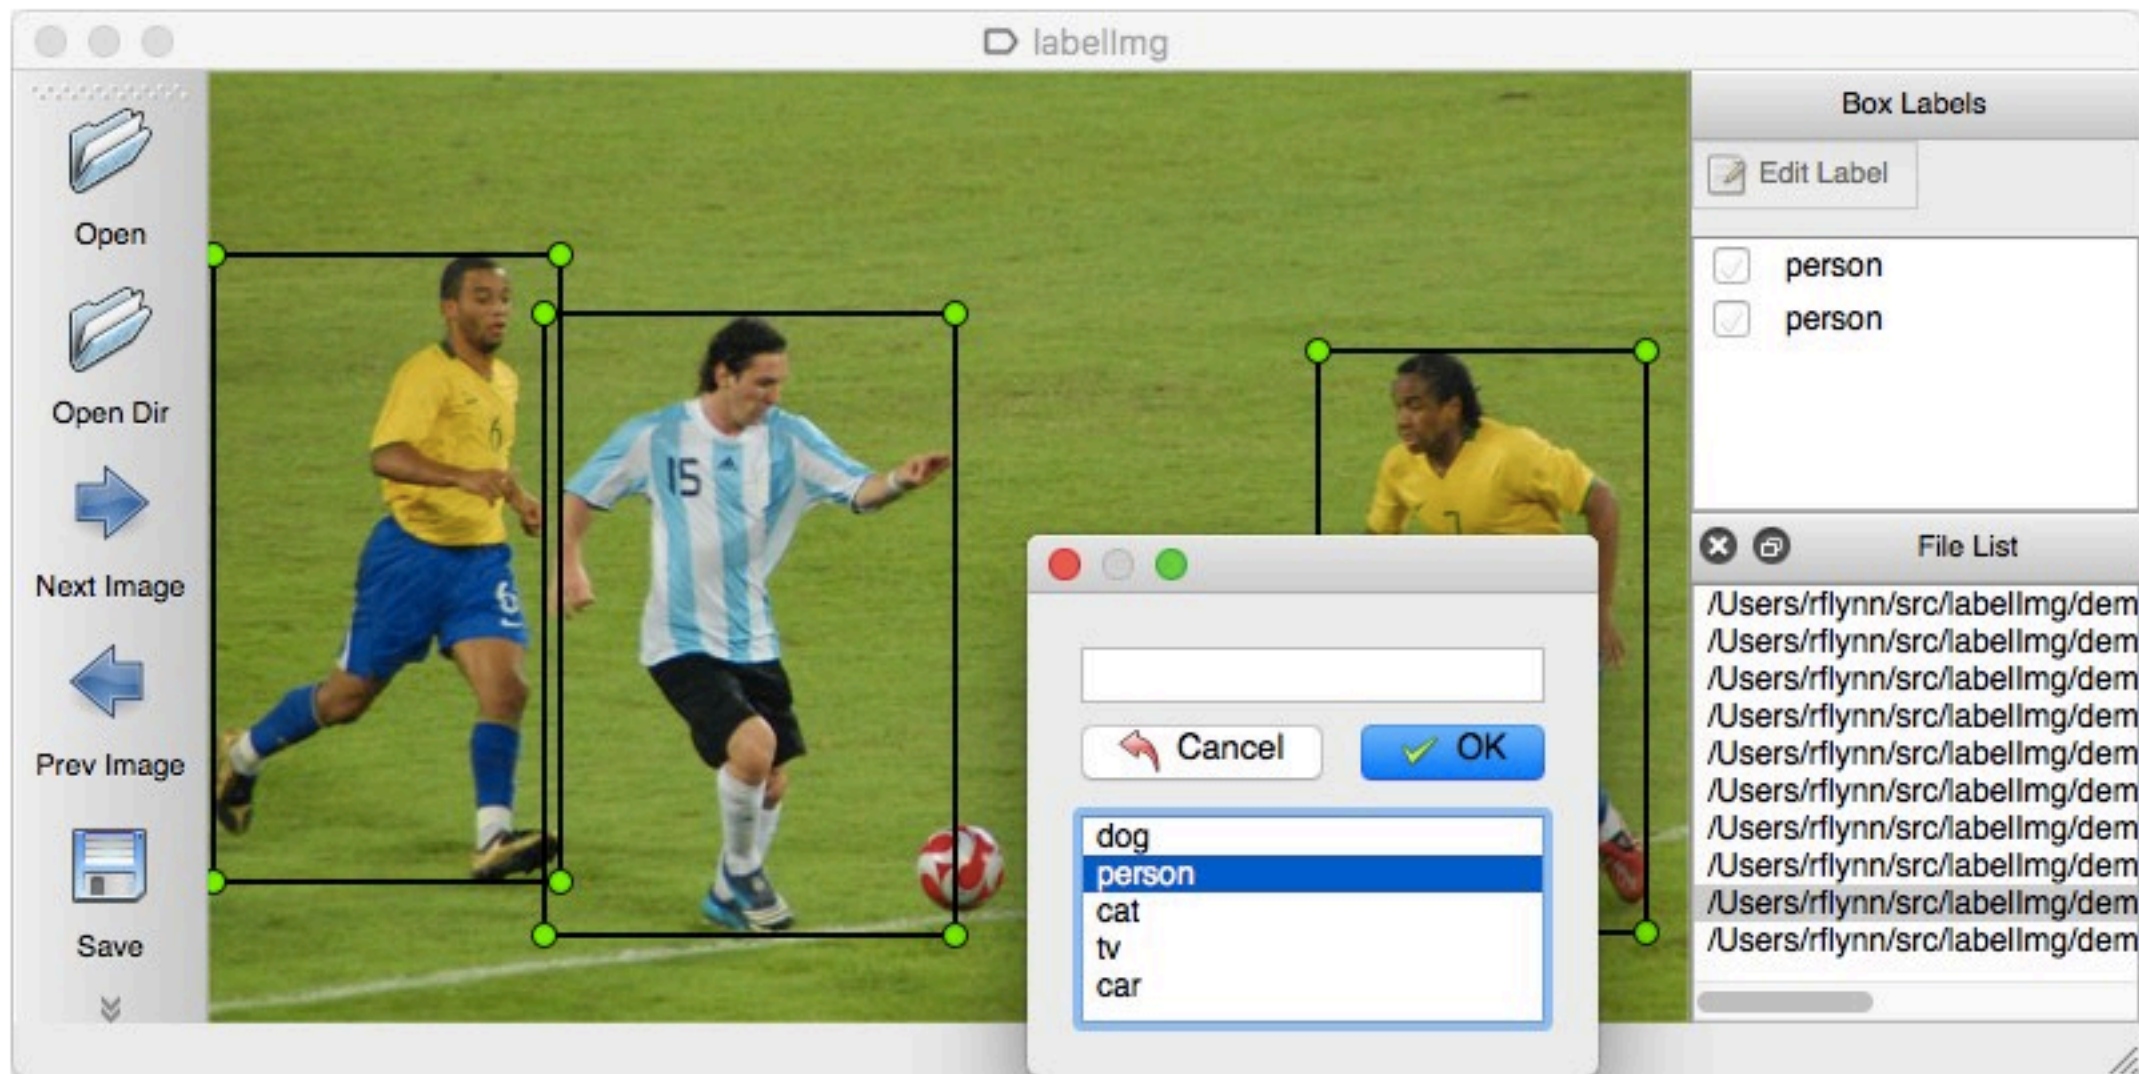 labelImg
Open
Open Dir
Next Image
Prev Image
Save
6
6
15
7
Cancel
OK
dog
person
cat
tv
car
Box Labels
Edit Label
person
person
File List
/Users/rflynn/src/labelImg/dem
/Users/rflynn/src/labelImg/dem
/Users/rflynn/src/labelImg/dem
/Users/rflynn/src/labelImg/dem
/Users/rflynn/src/labelImg/dem
/Users/rflynn/src/labelImg/dem
/Users/rflynn/src/labelImg/dem
/Users/rflynn/src/labelImg/dem
/Users/rflynn/src/labelImg/dem
/Users/rflynn/src/labelImg/dem